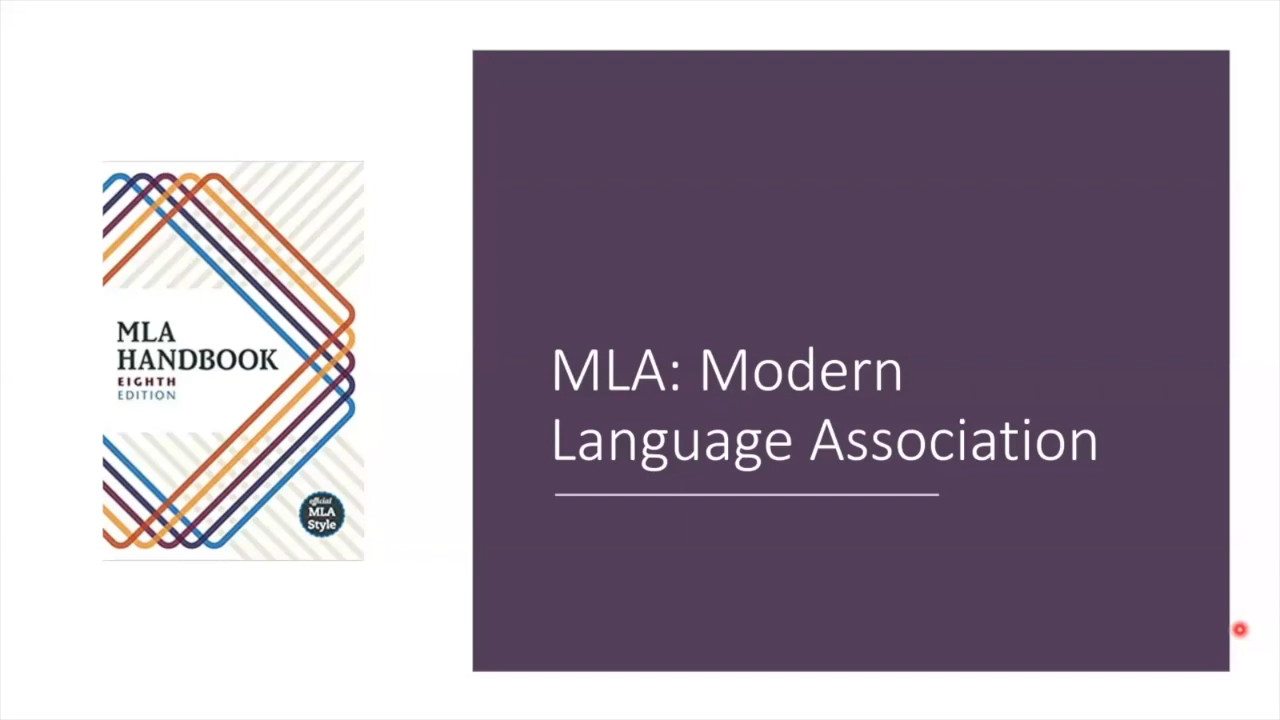 MLA
HANDBOOK
EIGHTH
EDITION
official
MLA
Style
MLA: Modern
Language Association